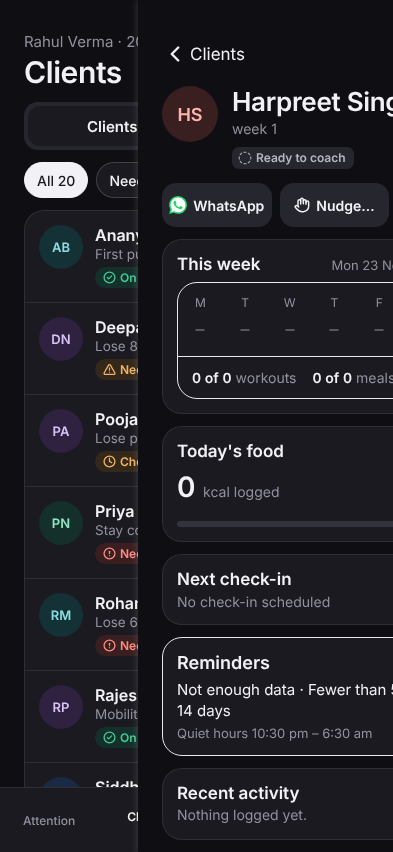 Rahul Verma · 20
Clients
Clients
All 20
Nee
AB
Anany
First pu
On
DN
Deepa
Lose 8
Nee
PA
Pooja
Lose p
Che
PN
Priya
Stay co
Nee
RM
Rohan
Lose 6
Nee
RP
Rajes
Mobilit
On
Siddh
Attention
Cl
Clients
HS
Harpreet Sing
week 1
Ready to coach
WhatsApp
Nudge...
This week
Mon 23 N
M T W T F
– – – – –
0 of 0 workouts 0 of 0 meals
Today's food
0 kcal logged
Next check-in
No check-in scheduled
Reminders
Not enough data · Fewer than 5
14 days
Quiet hours 10:30 pm – 6:30 am
Recent activity
Nothing logged yet.